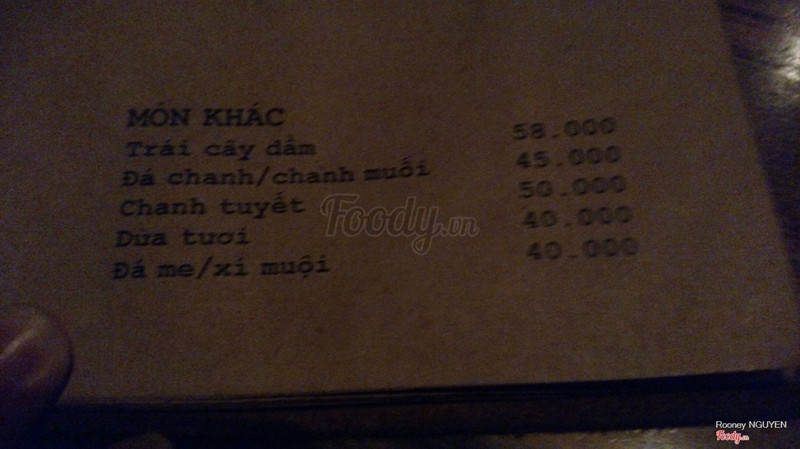 MÓN KHÁC
Trái cây dầm 58.000
Đá chanh/chanh muối 45.000
Chanh tuyết 50.000
Dừa tươi 40.000
Đá me/xí muội 40.000
Foody.vn
Rooney NGUYEN
Foody.vn